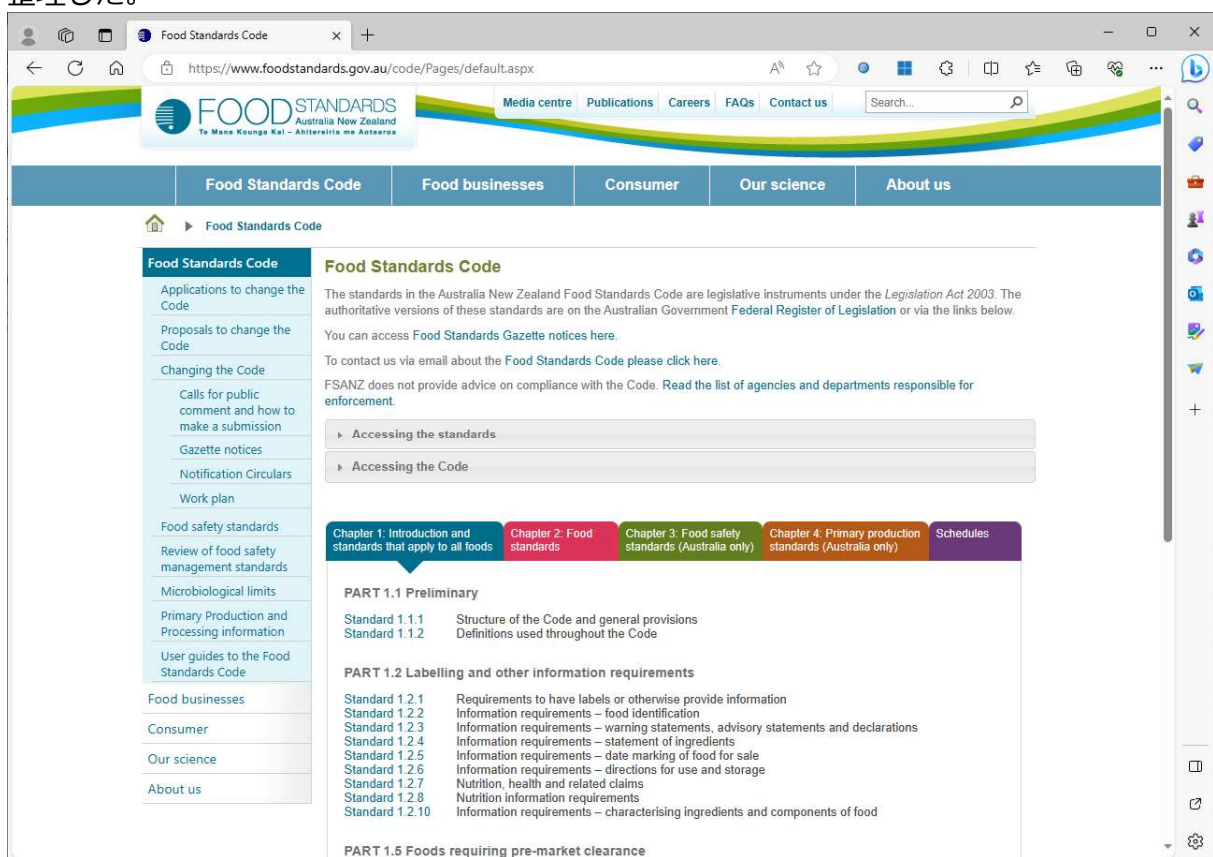 整理した。
Food Standards Code
https://www.foodstandards.gov.au/code/Pages/default.aspx
FOOD STANDARDS
Australia New Zealand
Te Mana Kounga Kai – Ahitereiria me Aotearoa
Media centre Publications Careers FAQs Contact us Search...
Food Standards Code Food businesses Consumer Our science About us
Food Standards Code
Food Standards Code
Applications to change the
Code
Proposals to change the
Code
Changing the Code
Calls for public
comment and how to
make a submission
Gazette notices
Notification Circulars
Work plan
Food safety standards
Review of food safety
management standards
Microbiological limits
Primary Production and
Processing information
User guides to the Food
Standards Code
Food businesses
Consumer
Our science
About us
Food Standards Code
The standards in the Australia New Zealand Food Standards Code are legislative instruments under the Legislation Act 2003. The
authoritative versions of these standards are on the Australian Government Federal Register of Legislation or via the links below.
You can access Food Standards Gazette notices here.
To contact us via email about the Food Standards Code please click here.
FSANZ does not provide advice on compliance with the Code. Read the list of agencies and departments responsible for
enforcement.
Accessing the standards
Accessing the Code
Chapter 1: Introduction and
standards that apply to all foods
Chapter 2: Food
standards
Chapter 3: Food safety
standards (Australia only)
Chapter 4: Primary production
standards (Australia only)
Schedules
PART 1.1 Preliminary
Standard 1.1.1 Structure of the Code and general provisions
Standard 1.1.2 Definitions used throughout the Code
PART 1.2 Labelling and other information requirements
Standard 1.2.1 Requirements to have labels or otherwise provide information
Standard 1.2.2 Information requirements – food identification
Standard 1.2.3 Information requirements – warning statements, advisory statements and declarations
Standard 1.2.4 Information requirements – statement of ingredients
Standard 1.2.5 Information requirements – date marking of food for sale
Standard 1.2.6 Information requirements – directions for use and storage
Standard 1.2.7 Nutrition, health and related claims
Standard 1.2.8 Nutrition information requirements
Standard 1.2.10 Information requirements – characterising ingredients and components of food
PART 1.5 Foods requiring pre-market clearance